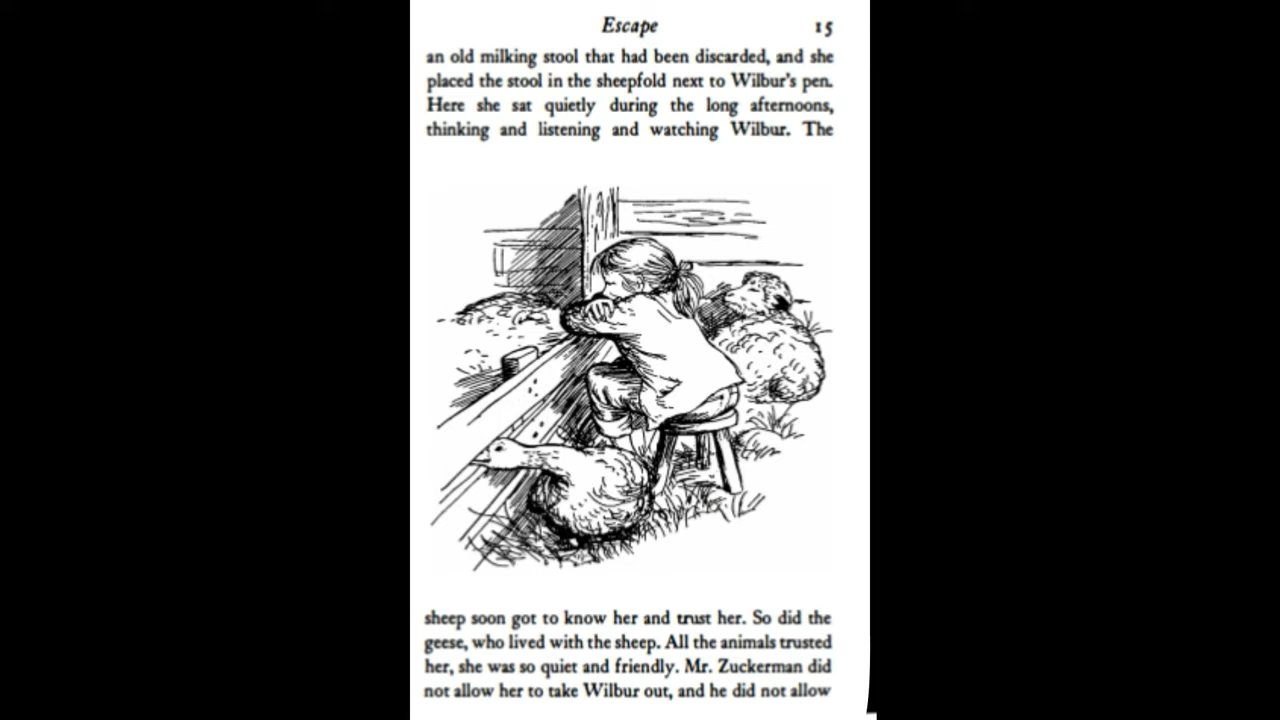 Escape 15
an old milking stool that had been discarded, and she
placed the stool in the sheepfold next to Wilbur's pen.
Here she sat quietly during the long afternoons,
thinking and listening and watching Wilbur. The
sheep soon got to know her and trust her. So did the
geese, who lived with the sheep. All the animals trusted
her, she was so quiet and friendly. Mr. Zuckerman did
not allow her to take Wilbur out, and he did not allow